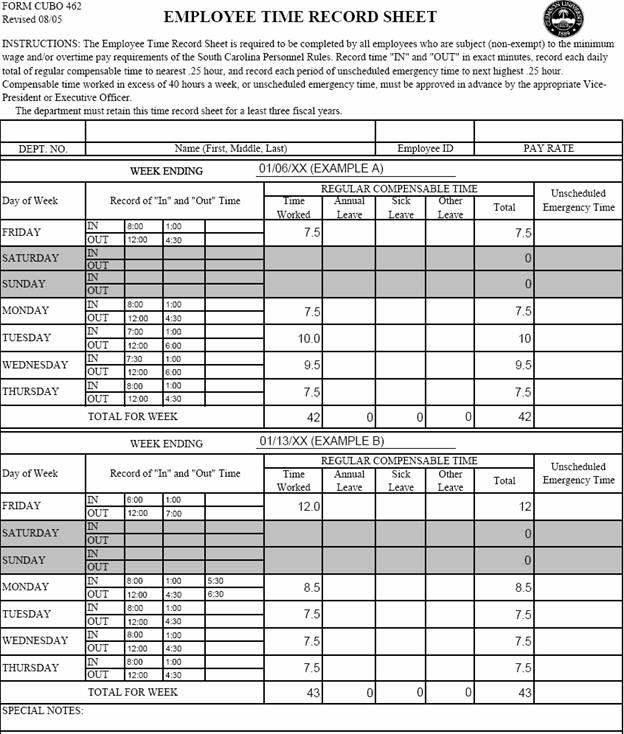 FORM CUBO 462
Revised 08/05
EMPLOYEE TIME RECORD SHEET
INSTRUCTIONS: The Employee Time Record Sheet is required to be completed by all employees who are subject (non-exempt) to the minimum
wage and/or overtime pay requirements of the South Carolina Personnel Rules. Record time "IN" and "OUT" in exact minutes, record each daily
total of regular compensable time to nearest .25 hour, and record each period of unscheduled emergency time to next highest .25 hour.
Compensable time worked in excess of 40 hours a week, or unscheduled emergency time, must be approved in advance by the appropriate Vice-
President or Executive Officer.
The department must retain this time record sheet for a least three fiscal years.
DEPT. NO. Name (First, Middle, Last) Employee ID PAY RATE
WEEK ENDING 01/06/XX (EXAMPLE A)
REGULAR COMPENSABLE TIME
Day of Week Record of "In" and "Out" Time Time Worked Annual Leave Sick Leave Other Leave Total Unscheduled Emergency Time
FRIDAY IN 8:00 1:00 7.5 7.5
OUT 12:00 4:30
SATURDAY IN 0
OUT
SUNDAY IN 0
OUT
MONDAY IN 8:00 1:00 7.5 7.5
OUT 12:00 4:30
TUESDAY IN 7:00 1:00 10.0 10
OUT 12:00 6:00
WEDNESDAY IN 7:30 1:00 9.5 9.5
OUT 12:00 6:00
THURSDAY IN 8:00 1:00 7.5 7.5
OUT 12:00 4:30
TOTAL FOR WEEK 42 0 0 0 42
WEEK ENDING 01/13/XX (EXAMPLE B)
REGULAR COMPENSABLE TIME
Day of Week Record of "In" and "Out" Time Time Worked Annual Leave Sick Leave Other Leave Total Unscheduled Emergency Time
FRIDAY IN 6:00 1:00 12.0 12
OUT 12:00 7:00
SATURDAY IN 0
OUT
SUNDAY IN 0
OUT
MONDAY IN 8:00 1:00 5:30 8.5 8.5
OUT 12:00 4:30 6:30
TUESDAY IN 8:00 1:00 7.5 7.5
OUT 12:00 4:30
WEDNESDAY IN 8:00 1:00 7.5 7.5
OUT 12:00 4:30
THURSDAY IN 8:00 1:00 7.5 7.5
OUT 12:00 4:30
TOTAL FOR WEEK 43 0 0 0 43
SPECIAL NOTES: